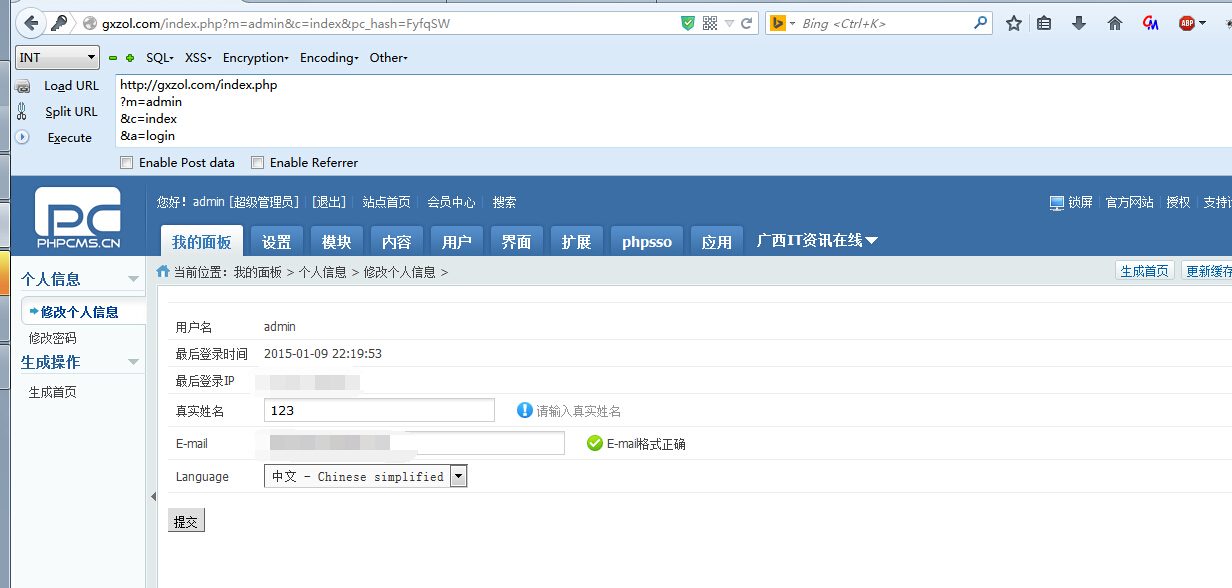 gxzol.com/index.php?m=admin&c=index&pc_hash=FyfqSW
Bing <Ctrl+K>
ABP
INT SQL XSS Encryption Encoding Other
Load URL
Split URL
Execute
http://gxzol.com/index.php
?m=admin
&c=index
&a=login
Enable Post data Enable Referrer
PC
PHPCMS.CN
您好！admin [超级管理员] [退出] 站点首页 会员中心 搜索
锁屏 官方网站 授权 支持
我的面板 设置 模块 内容 用户 界面 扩展 phpsso 应用 广西IT资讯在线
个人信息
修改个人信息
修改密码
生成操作
生成首页
当前位置：我的面板 > 个人信息 > 修改个人信息 >
生成首页 更新缓存
用户名 admin
最后登录时间 2015-01-09 22:19:53
最后登录IP
真实姓名 123 请输入真实姓名
E-mail E-mail格式正确
Language 中文 - Chinese simplified
提交